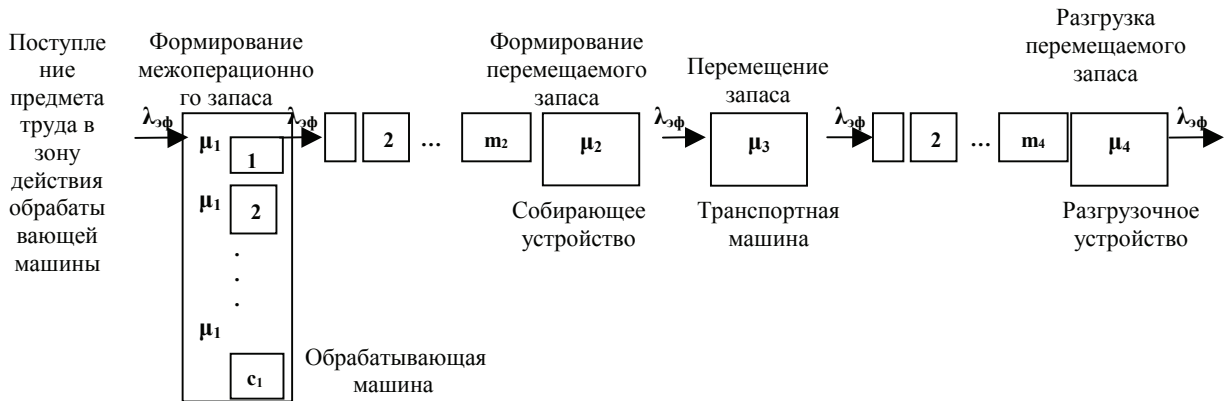 Поступле
ние
предмета
труда в
зону
действия
обрабаты
вающей
машины
Формирование
межоперационно
го запаса
Формирование
перемещаемого
запаса
Перемещение
запаса
Разгрузка
перемещаемого
запаса
λэф
λэф
λэф
λэф
λэф
μ1
1
2
...
m2
μ2
μ3
2
...
m4
μ4
μ1
2
.
.
.
μ1
c1
Собирающее
устройство
Транспортная
машина
Разгрузочное
устройство
Обрабатывающая
машина